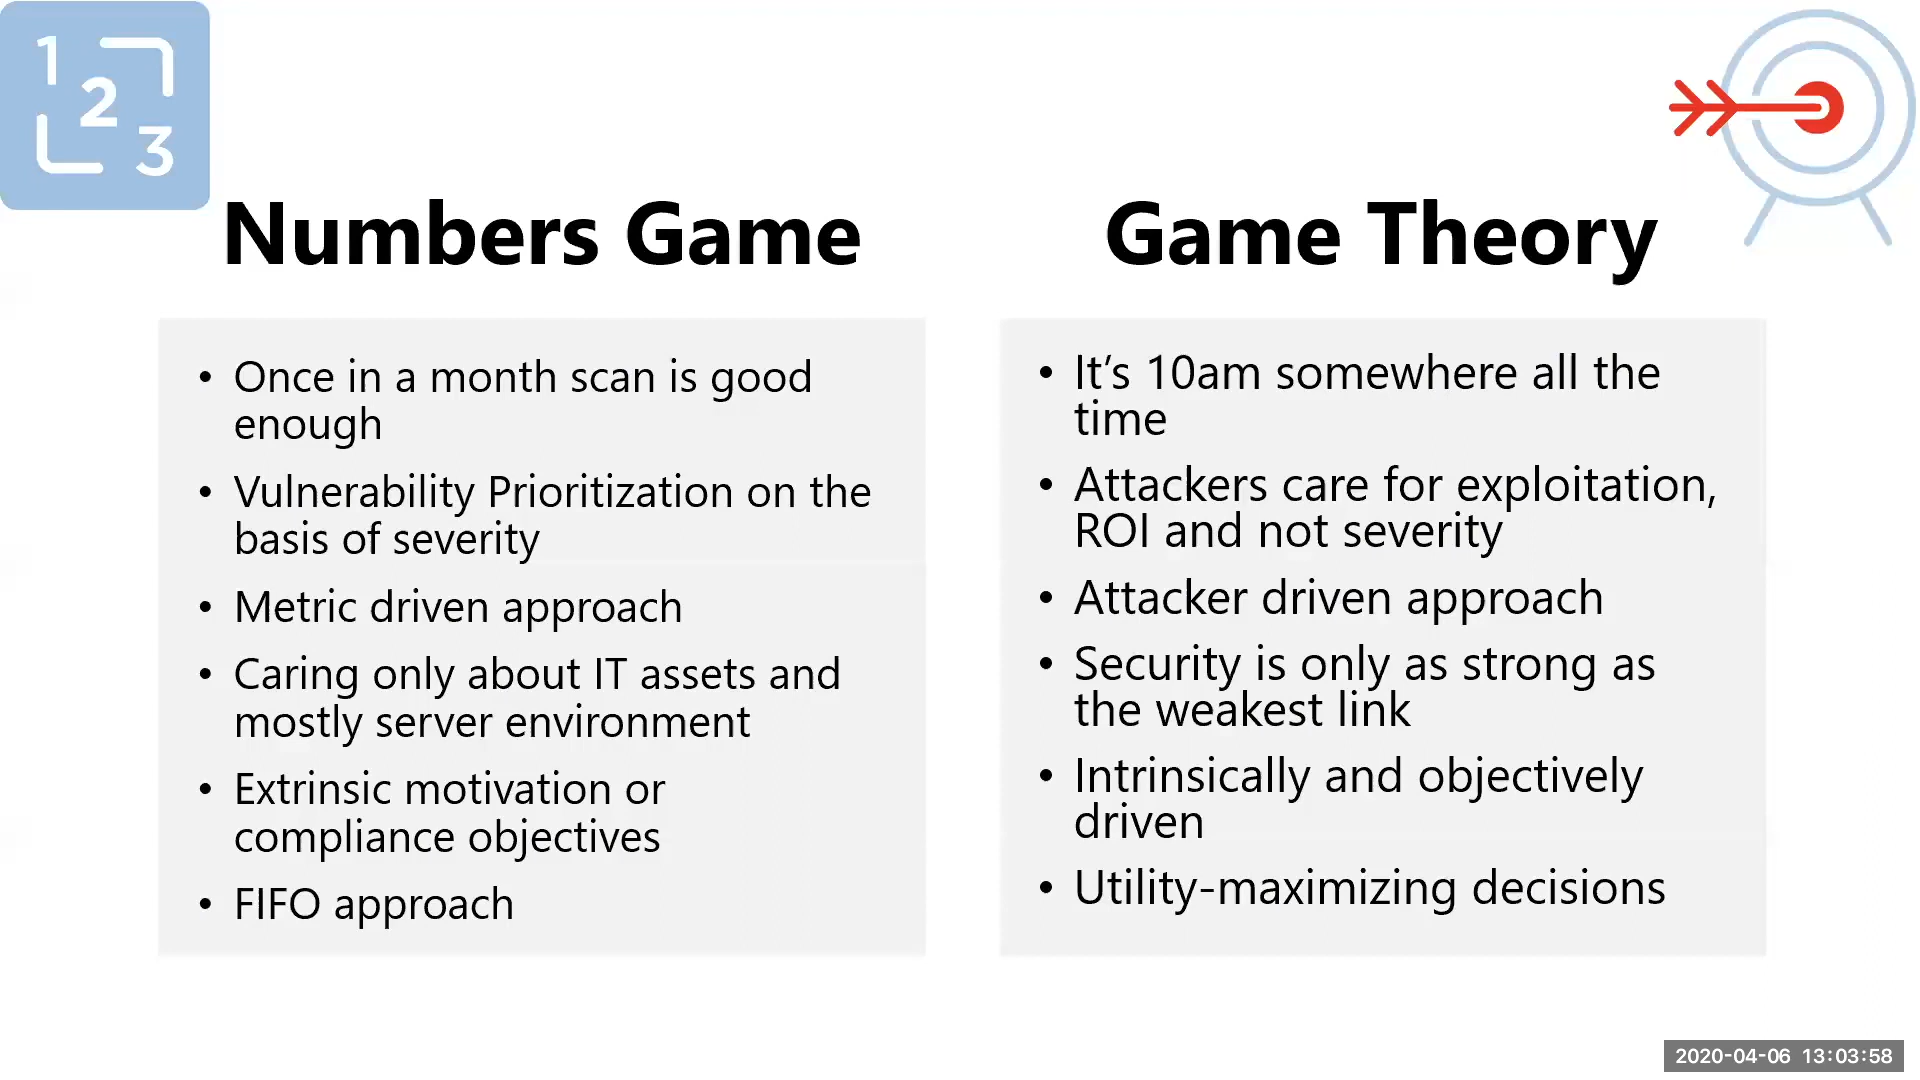 1
2
3
Numbers Game
• Once in a month scan is good
enough
• Vulnerability Prioritization on the
basis of severity
• Metric driven approach
• Caring only about IT assets and
mostly server environment
• Extrinsic motivation or
compliance objectives
• FIFO approach
Game Theory
• It’s 10am somewhere all the
time
• Attackers care for exploitation,
ROI and not severity
• Attacker driven approach
• Security is only as strong as
the weakest link
• Intrinsically and objectively
driven
• Utility-maximizing decisions
2020-04-06 13:03:58